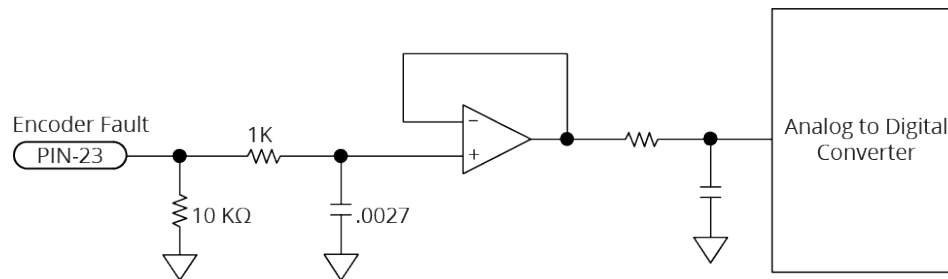 Encoder Fault
PIN-23
1K
10 KΩ
.0027
−
+
Analog to Digital
Converter